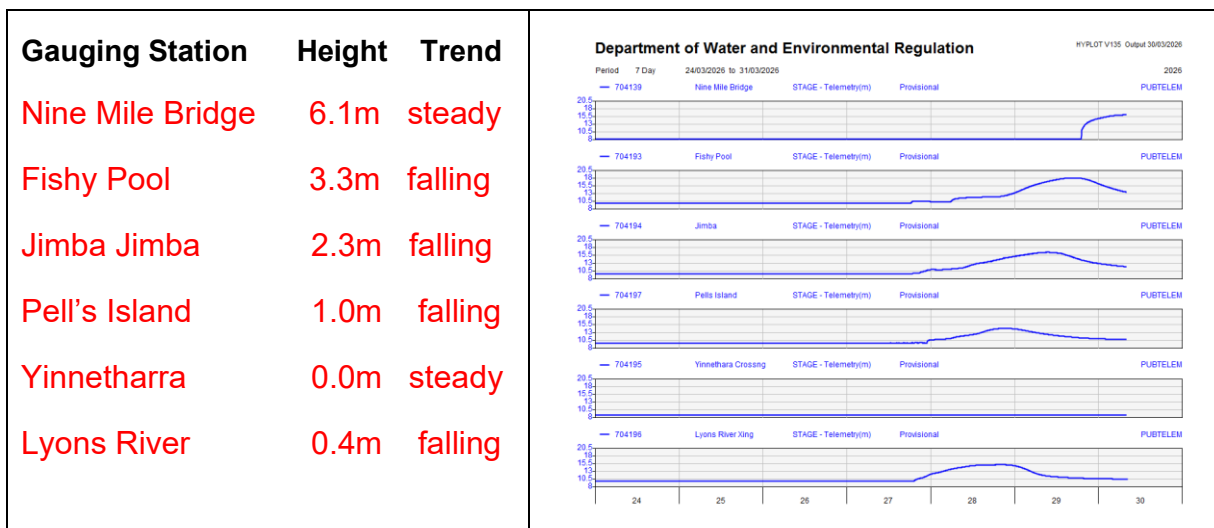 Gauging Station Height Trend
Nine Mile Bridge 6.1m steady
Fishy Pool 3.3m falling
Jimba Jimba 2.3m falling
Pell’s Island 1.0m falling
Yinnetharra 0.0m steady
Lyons River 0.4m falling
Department of Water and Environmental Regulation HYPLOT V135 Output 30/03/2026
Period 7 Day 24/03/2026 to 31/03/2026 2026
704139 Nine Mile Bridge STAGE - Telemetry(m) Provisional PUBTELEM
20.5
18
15.5
13
10.5
8
704193 Fishy Pool STAGE - Telemetry(m) Provisional PUBTELEM
20.5
18
15.5
13
10.5
8
704194 Jimba STAGE - Telemetry(m) Provisional PUBTELEM
20.5
18
15.5
13
10.5
8
704197 Pells Island STAGE - Telemetry(m) Provisional PUBTELEM
20.5
18
15.5
13
10.5
8
704195 Yinnethara Crossng STAGE - Telemetry(m) Provisional PUBTELEM
20.5
18
15.5
13
10.5
8
704196 Lyons River Xing STAGE - Telemetry(m) Provisional PUBTELEM
20.5
18
15.5
13
10.5
8
24 25 26 27 28 29 30